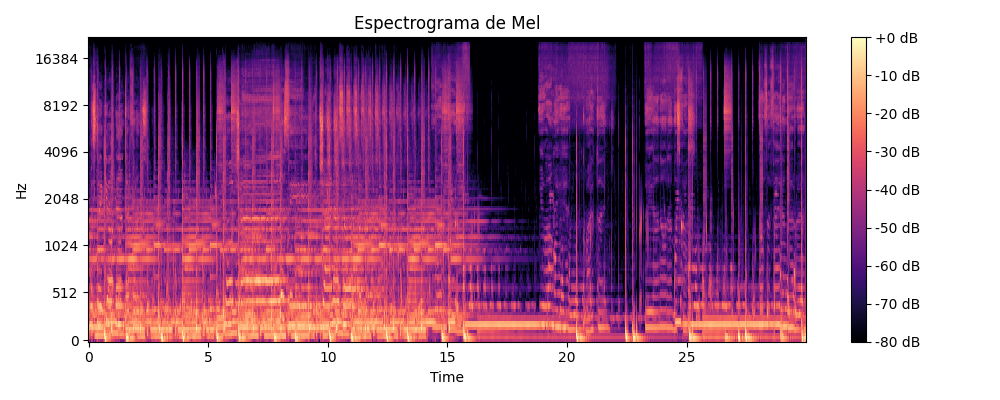 Espectrograma de Mel
Hz
16384
8192
4096
2048
1024
512
0
0 5 10 15 20 25
Time
+0 dB
-10 dB
-20 dB
-30 dB
-40 dB
-50 dB
-60 dB
-70 dB
-80 dB